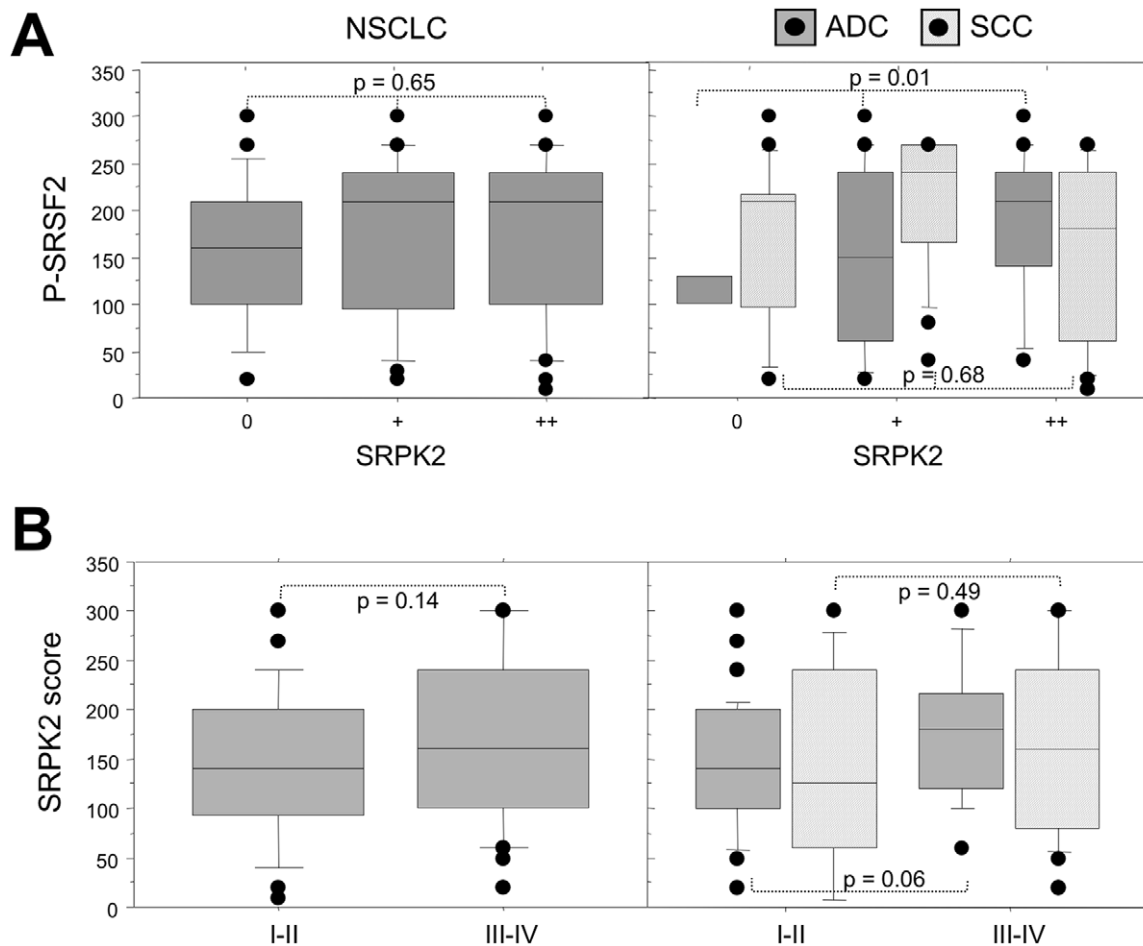 A
NSCLC
ADC
SCC
350
300
250
200
150
100
50
0
P-SRSF2
p = 0.65
p = 0.01
p = 0.68
0
+
++
0
+
++
SRPK2
SRPK2
B
350
300
250
200
150
100
50
0
SRPK2 score
p = 0.14
p = 0.49
p = 0.06
I-II
III-IV
I-II
III-IV